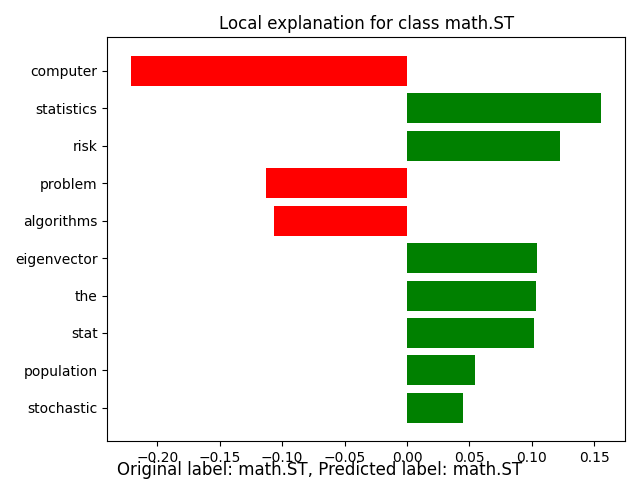 Local explanation for class math.ST
computer
statistics
risk
problem
algorithms
eigenvector
the
stat
population
stochastic
−0.20 −0.15 −0.10 −0.05 0.00 0.05 0.10 0.15
Original label: math.ST, Predicted label: math.ST